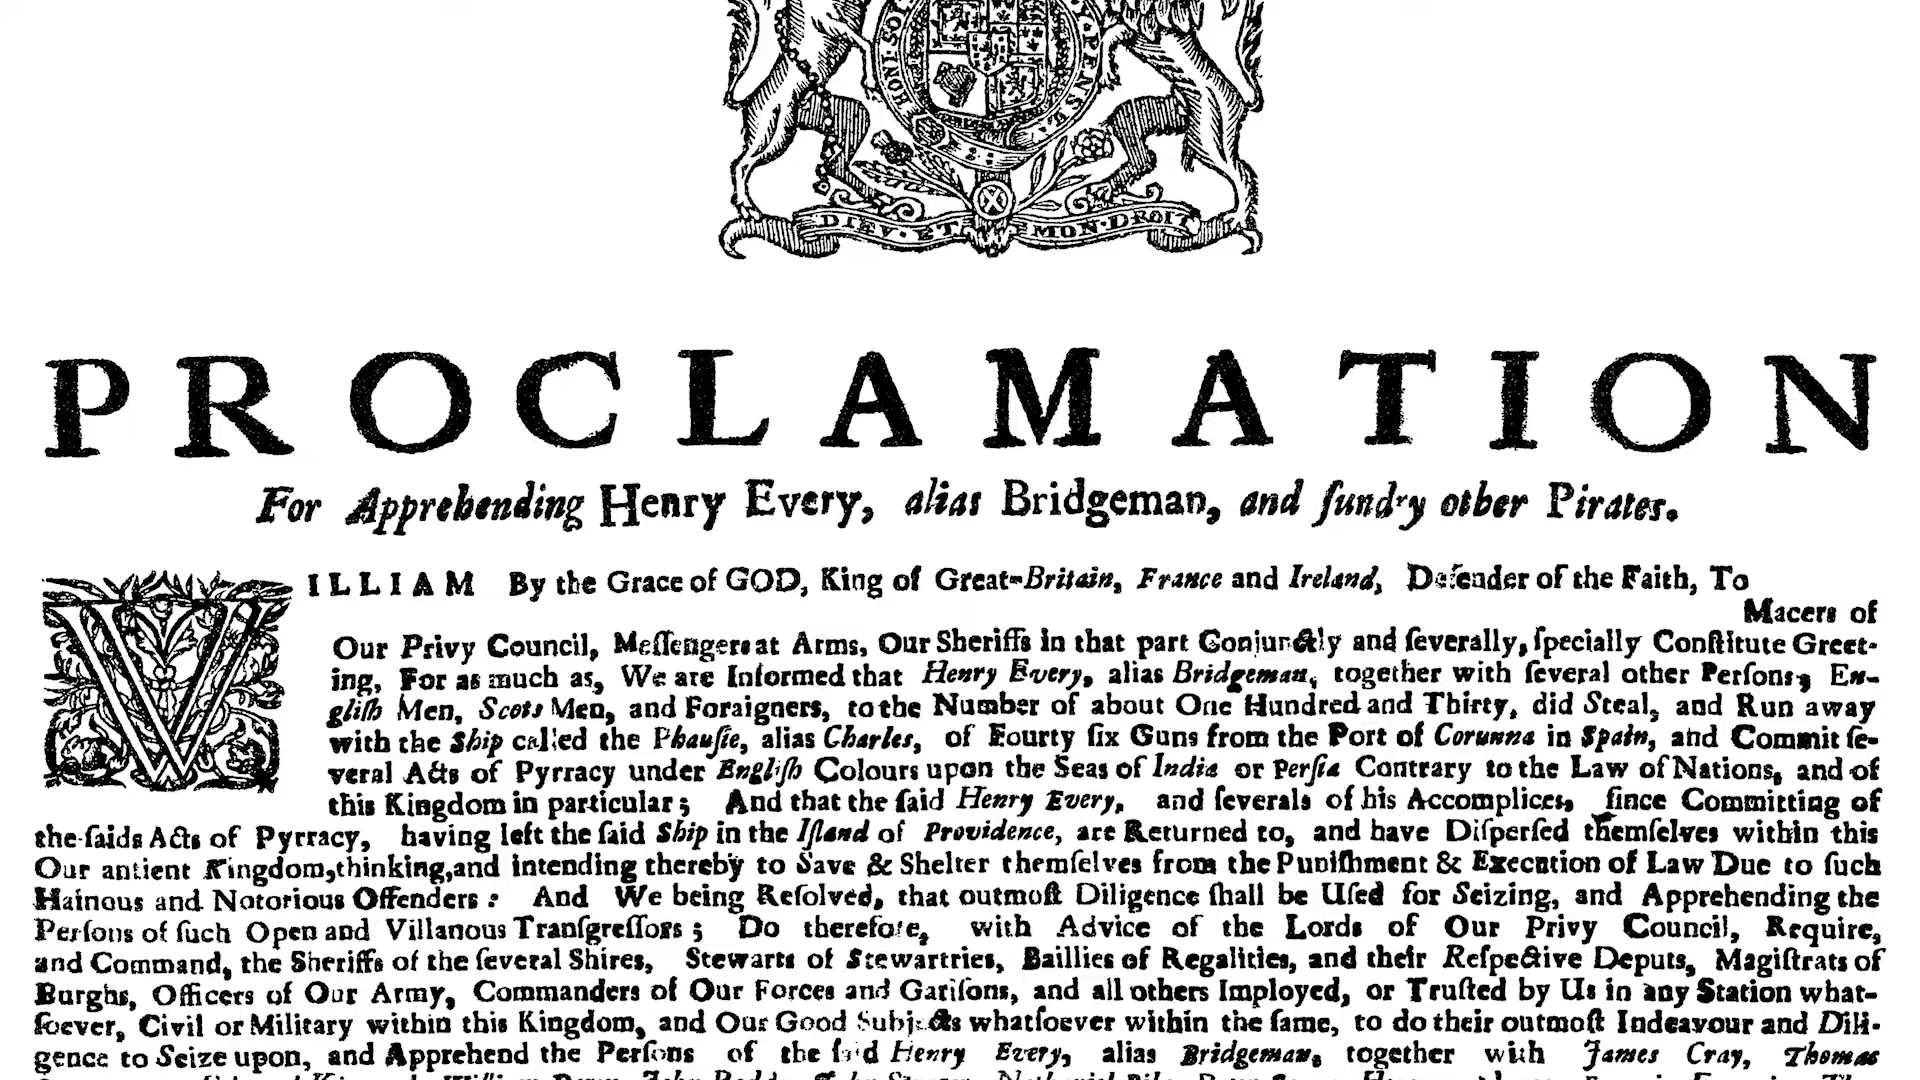 HONI·SOI Y·PENSE
DIEV·ET MON·DROIT
PROCLAMATION
For Apprehending Henry Every, alias Bridgeman, and ſundry other Pirates.
WILLIAM By the Grace of GOD, King of Great-Britain, France and Ireland, Defender of the Faith, To
Macers of
Our Privy Council, Meſſengers at Arms, Our Sheriffs in that part Conjunctly and ſeverally, ſpecially Conſtitute Greet-
ing, For as much as, We are Informed that Henry Every, alias Bridgeman, together with ſeveral other Perſons, En-
gliſh Men, Scots Men, and Foraigners, to the Number of about One Hundred and Thirty, did Steal, and Run away
with the Ship called the Phauſie, alias Charles, of Fourty ſix Guns from the Port of Corunna in Spain, and Commit ſe-
veral Acts of Pyrracy under Engliſh Colours upon the Seas of India or Perſia Contrary to the Law of Nations, and of
this Kingdom in particular; And that the ſaid Henry Every, and ſeverals of his Accomplices, ſince Committing of
the ſaids Acts of Pyrracy, having left the ſaid Ship in the Iſland of Providence, are Returned to, and have Diſperſed themſelves within this
Our antient Kingdom, thinking, and intending thereby to Save & Shelter themſelves from the Puniſhment & Execution of Law Due to ſuch
Hainous and Notorious Offenders: And We being Reſolved, that outmoſt Diligence ſhall be Uſed for Seizing, and Apprehending the
Perſons of ſuch Open and Villanous Tranſgreſſors; Do therefore, with Advice of the Lords of Our Privy Council, Require,
and Command, the Sheriffs of the ſeveral Shires, Stewarts of Stewartries, Baillies of Regalities, and their Reſpective Deputs, Magiſtrats of
Burghs, Officers of Our Army, Commanders of Our Forces and Gariſons, and all others Imployed, or Truſted by Us in any Station what-
ſoever, Civil or Military within this Kingdom, and Our Good Subjects whatſoever within the ſame, to do their outmoſt Indeavour and Dili-
gence to Seize upon, and Apprehend the Perſons of the ſaid Henry Every, alias Bridgeman, together with James Cray, Thomas